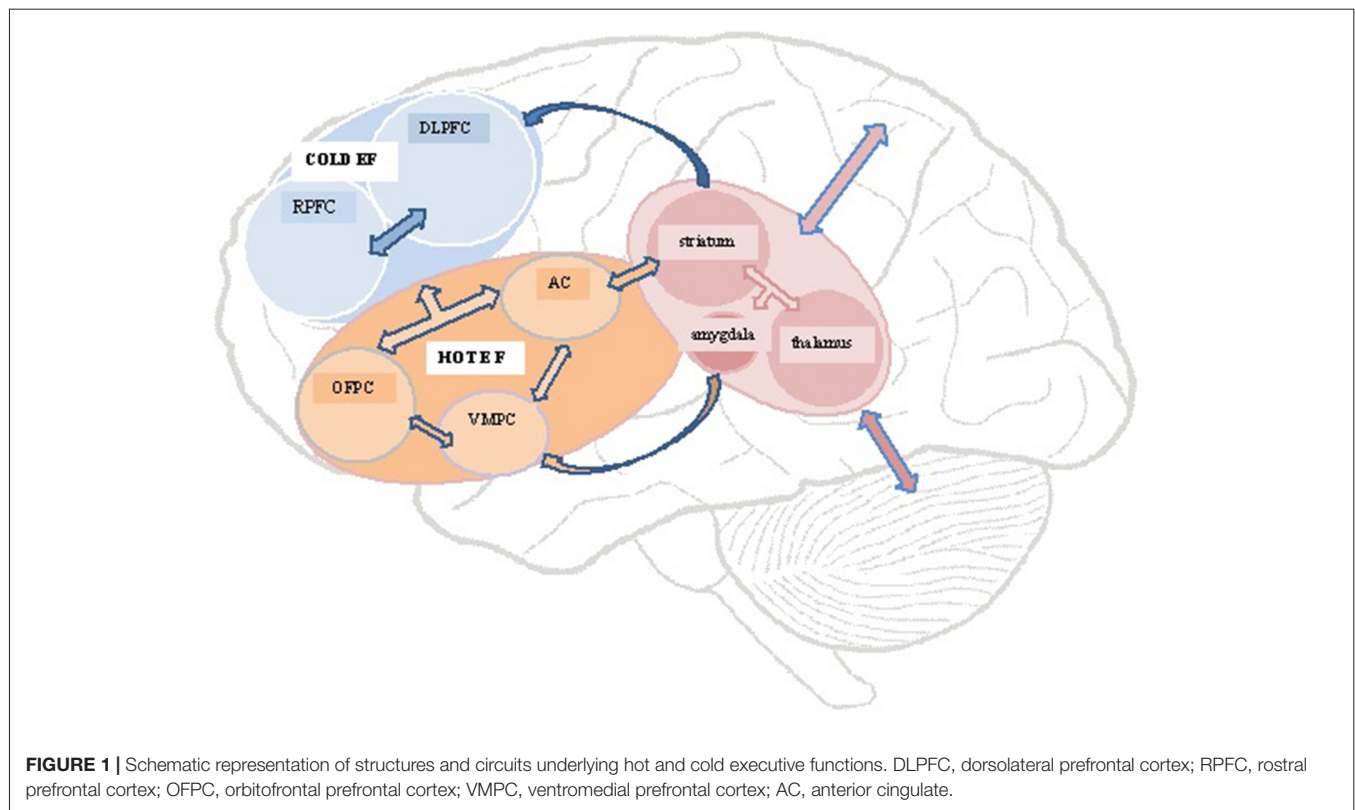 DLPFC
COLD EF
RPFC
striatum
AC
amygdala
thalamus
HOT EF
OFPC
VMPC
FIGURE 1 | Schematic representation of structures and circuits underlying hot and cold executive functions. DLPFC, dorsolateral prefrontal cortex; RPFC, rostral
prefrontal cortex; OFPC, orbitofrontal prefrontal cortex; VMPC, ventromedial prefrontal cortex; AC, anterior cingulate.